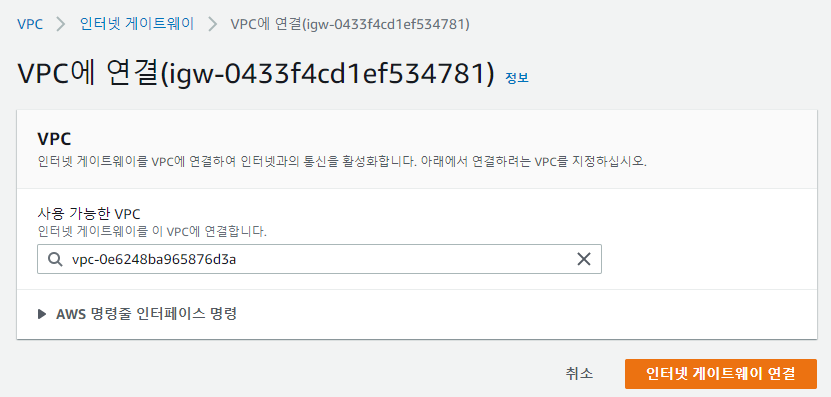 VPC > 인터넷 게이트웨이 > VPC에 연결(igw-0433f4cd1ef534781)
VPC에 연결(igw-0433f4cd1ef534781) 정보
VPC
인터넷 게이트웨이를 VPC에 연결하여 인터넷과의 통신을 활성화합니다. 아래에서 연결하려는 VPC를 지정하십시오.
사용 가능한 VPC
인터넷 게이트웨이를 이 VPC에 연결합니다.
vpc-0e6248ba965876d3a
AWS 명령줄 인터페이스 명령
취소 인터넷 게이트웨이 연결